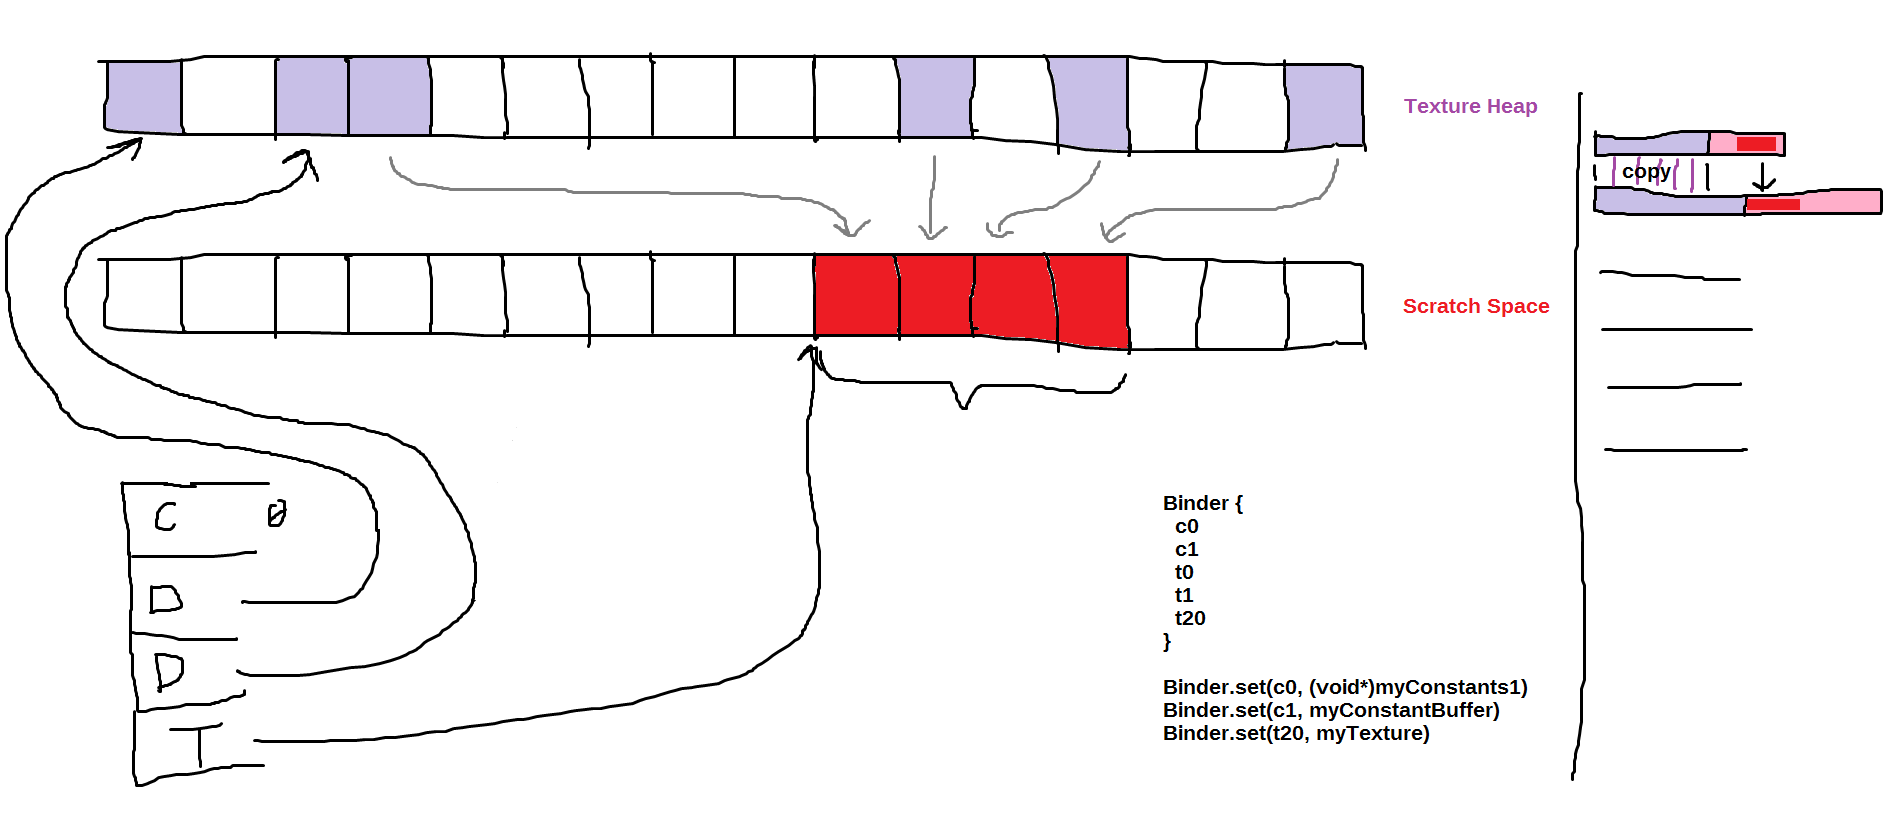 Texture Heap
copy
Scratch Space
C 0
D
D
T
Binder {
c0
c1
t0
t1
t20
}
Binder.set(c0, (void*)myConstants1)
Binder.set(c1, myConstantBuffer)
Binder.set(t20, myTexture)